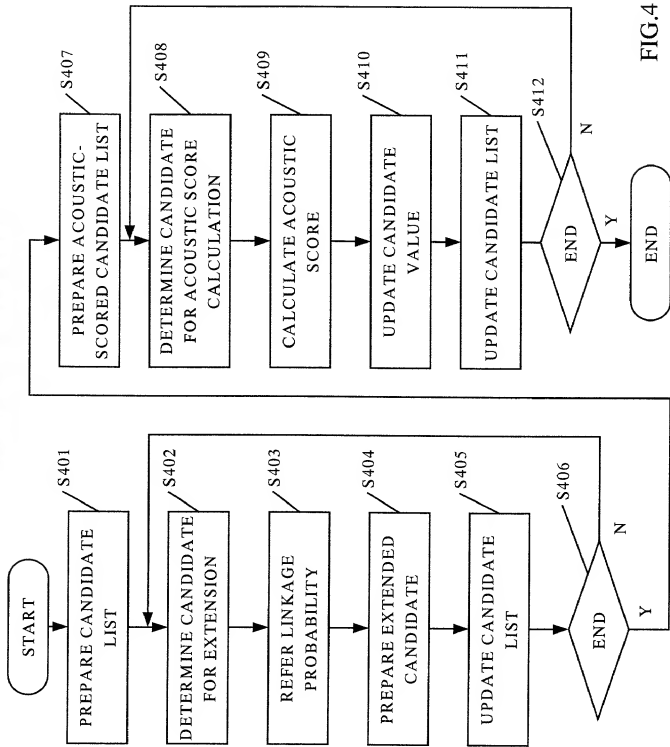 START
S401
PREPARE CANDIDATE
LIST
S402
DETERMINE CANDIDATE
FOR EXTENSION
S403
REFER LINKAGE
PROBABILITY
S404
PREPARE EXTENDED
CANDIDATE
S405
UPDATE CANDIDATE
LIST
S406
END
N
Y
S407
PREPARE ACOUSTIC-
SCORED CANDIDATE LIST
S408
DETERMINE CANDIDATE
FOR ACOUSTIC SCORE
CALCULATION
S409
CALCULATE ACOUSTIC
SCORE
S410
UPDATE CANDIDATE
VALUE
S411
UPDATE CANDIDATE LIST
S412
END
N
Y
END
FIG.4